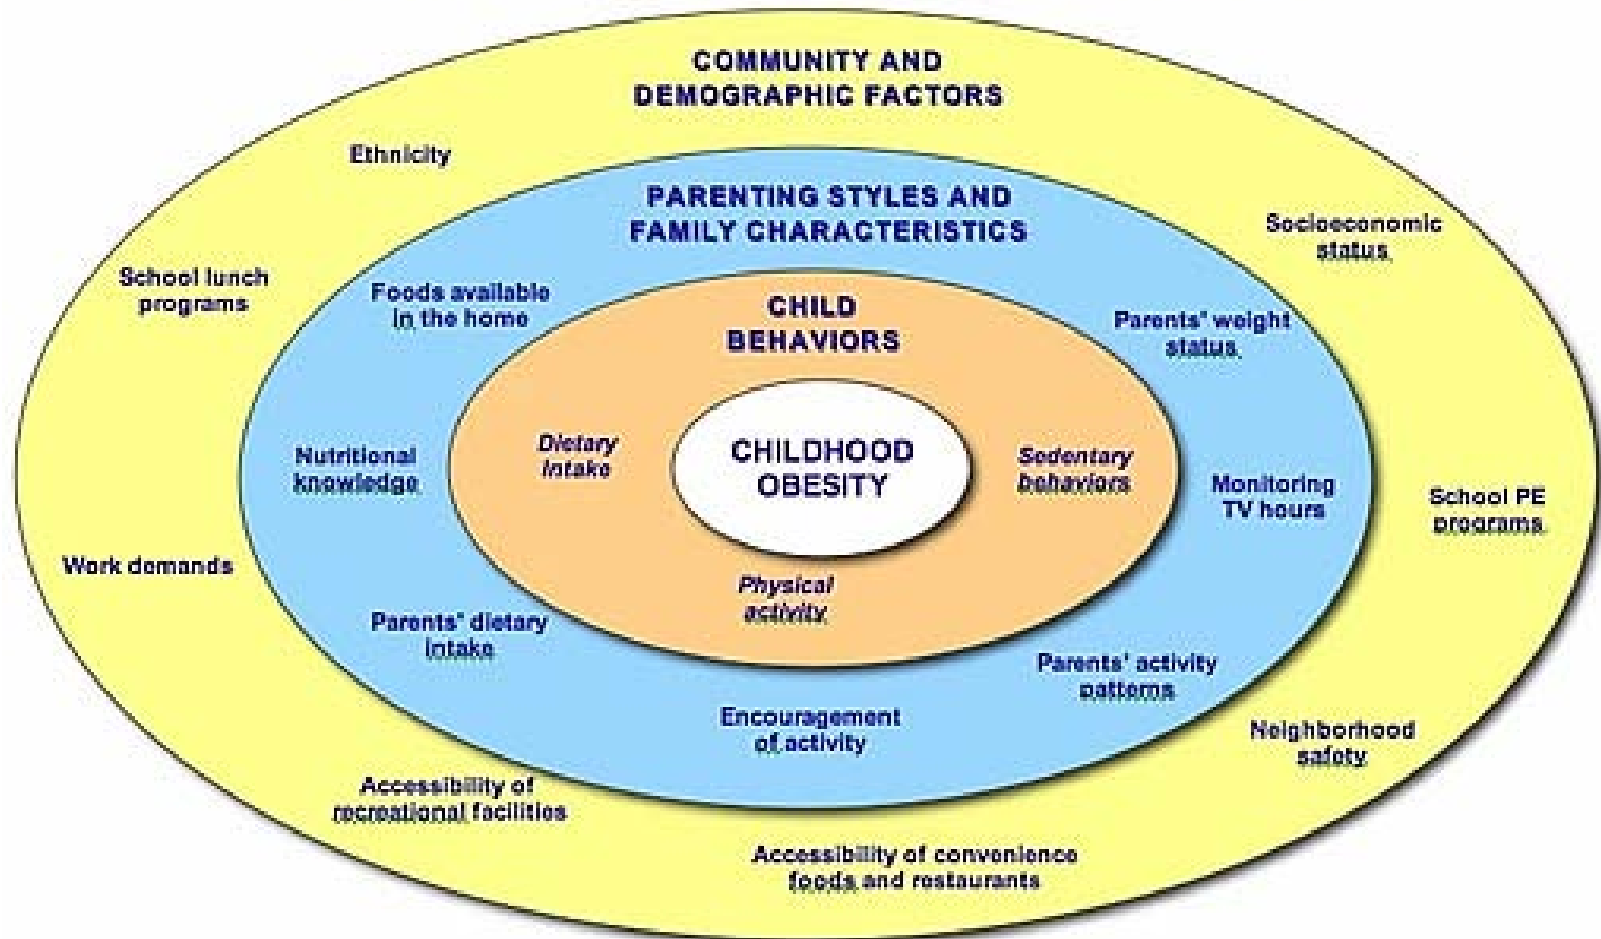 COMMUNITY AND
DEMOGRAPHIC FACTORS
Ethnicity
Socioeconomic
status
School lunch
programs
School PE
programs
Work demands
Neighborhood
safety
Accessibility of
recreational facilities
Accessibility of convenience
foods and restaurants
PARENTING STYLES AND
FAMILY CHARACTERISTICS
Foods available
in the home
Parents' weight
status
Nutritional
knowledge
Monitoring
TV hours
Parents' dietary
intake
Parents' activity
patterns
Encouragement
of activity
CHILD
BEHAVIORS
Dietary
intake
Sedentary
behaviors
Physical
activity
CHILDHOOD
OBESITY